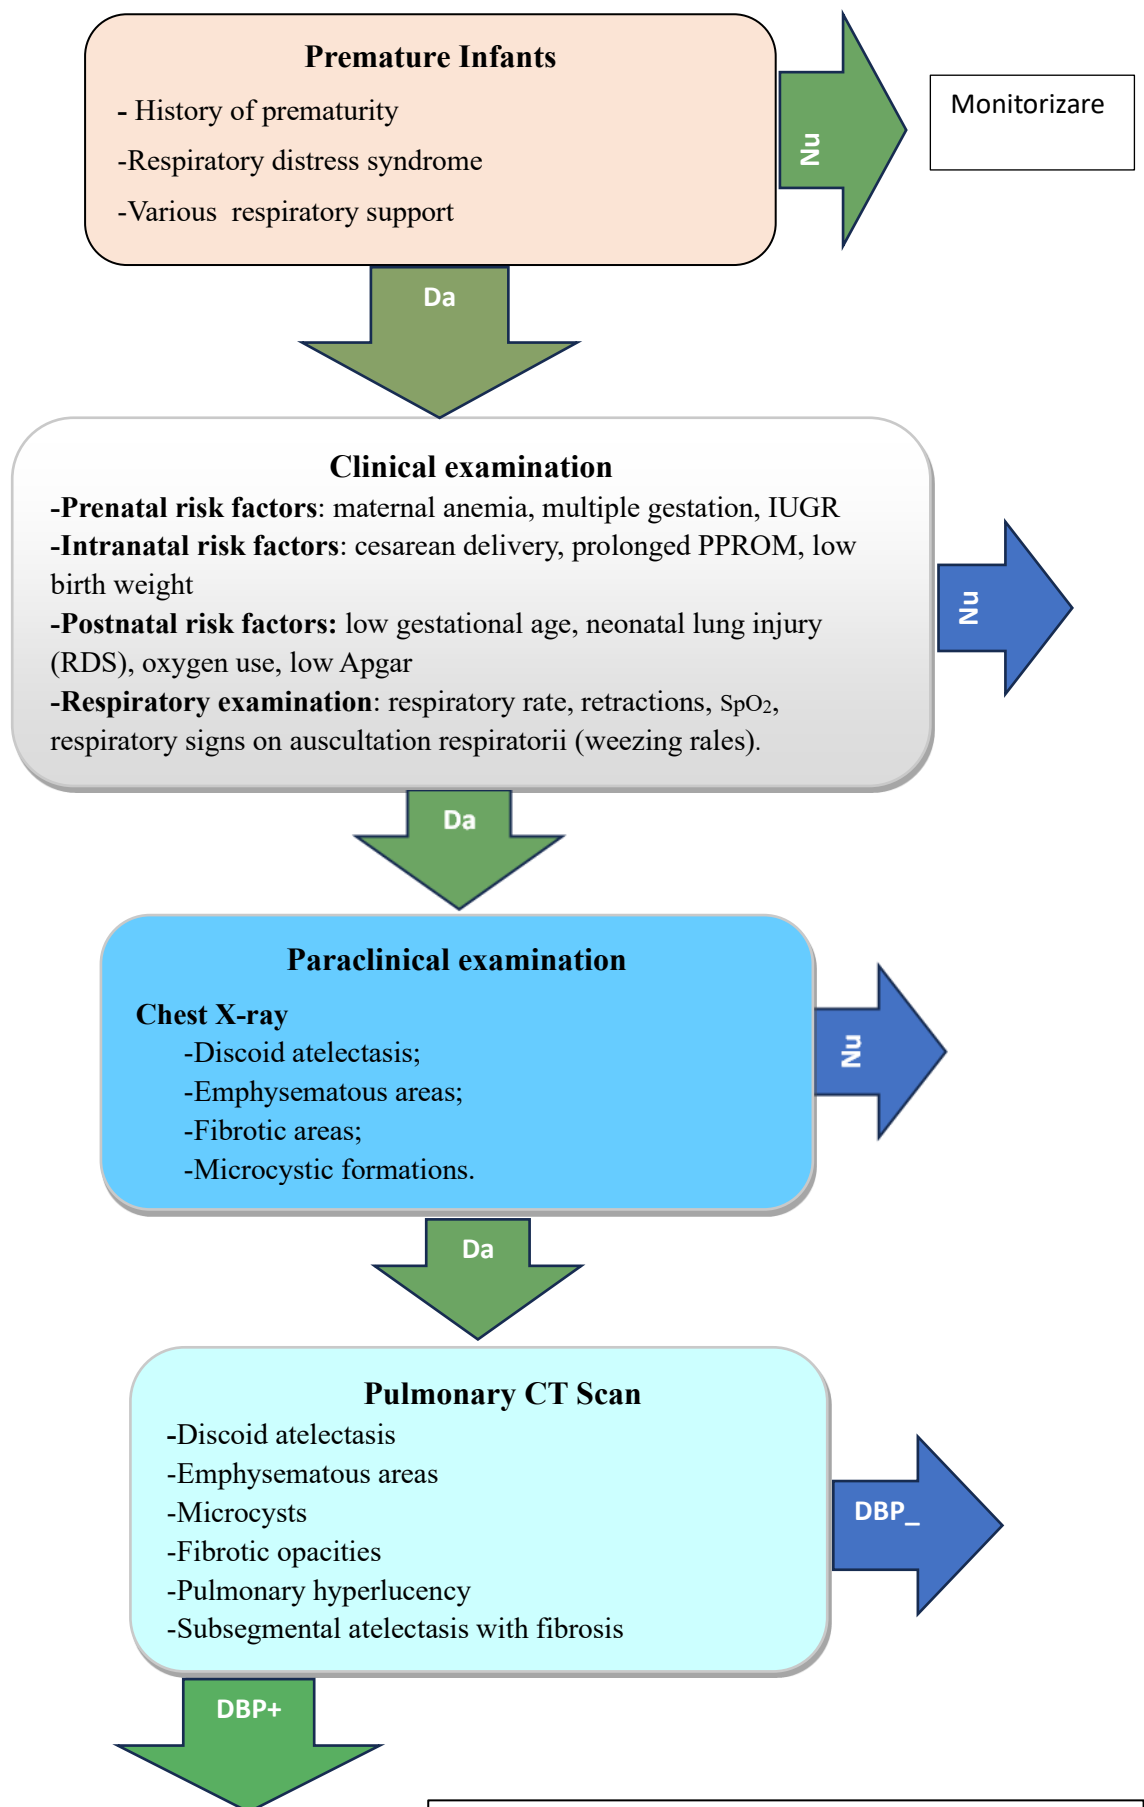 Premature Infants
- History of prematurity
-Respiratory distress syndrome
-Various respiratory support
Nu
Monitorizare
Da
Clinical examination
-Prenatal risk factors: maternal anemia, multiple gestation, IUGR
-Intranatal risk factors: cesarean delivery, prolonged PPROM, low
birth weight
-Postnatal risk factors: low gestational age, neonatal lung injury
(RDS), oxygen use, low Apgar
-Respiratory examination: respiratory rate, retractions, SpO₂,
respiratory signs on auscultation respiratorii (weezing rales).
Nu
Da
Paraclinical examination
Chest X-ray
-Discoid atelectasis;
-Emphysematous areas;
-Fibrotic areas;
-Microcystic formations.
Nu
Da
Pulmonary CT Scan
-Discoid atelectasis
-Emphysematous areas
-Microcysts
-Fibrotic opacities
-Pulmonary hyperlucency
-Subsegmental atelectasis with fibrosis
DBP_
DBP+